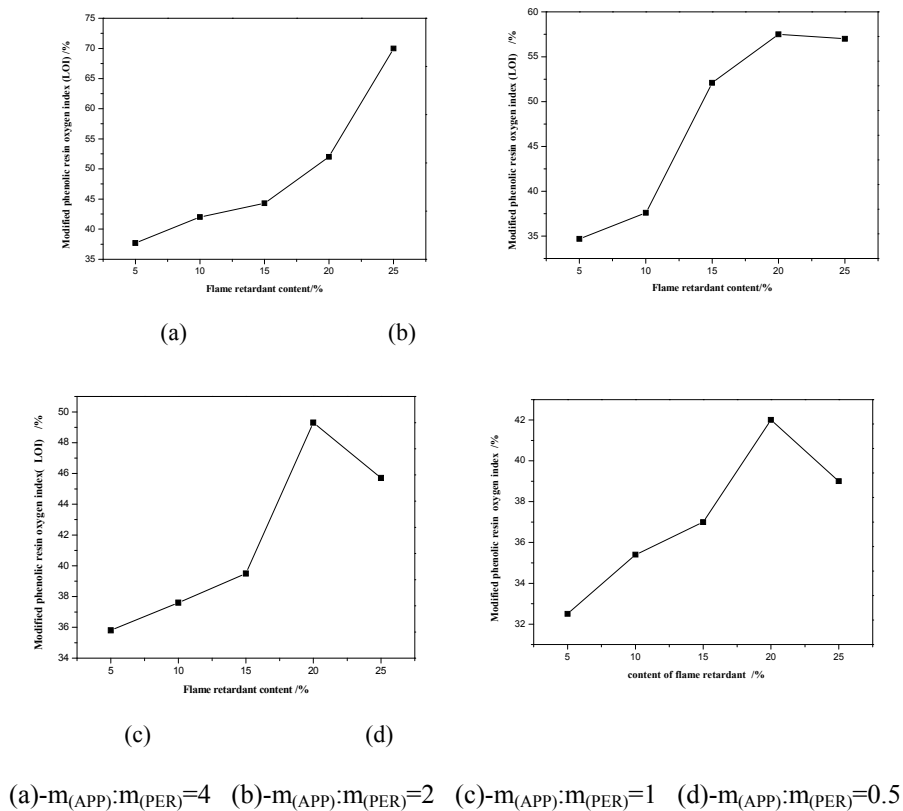 Modified phenolic resin oxygen index (LOI) /%
75
70
65
60
55
50
45
40
35
5 10 15 20 25
Flame retardant content/%
Modified phenolic resin oxygen index (LOI) /%
60
55
50
45
40
35
5 10 15 20 25
Flame retardant content/%
(a) (b)
Modified phenolic resin oxygen index( LOI) /%
50
48
46
44
42
40
38
36
34
5 10 15 20 25
Flame retardant content /%
Modified phenolic resin oxygen index /%
42
40
38
36
34
32
5 10 15 20 25
content of flame retardant /%
(c) (d)
(a)-m(APP):m(PER)=4 (b)-m(APP):m(PER)=2 (c)-m(APP):m(PER)=1 (d)-m(APP):m(PER)=0.5